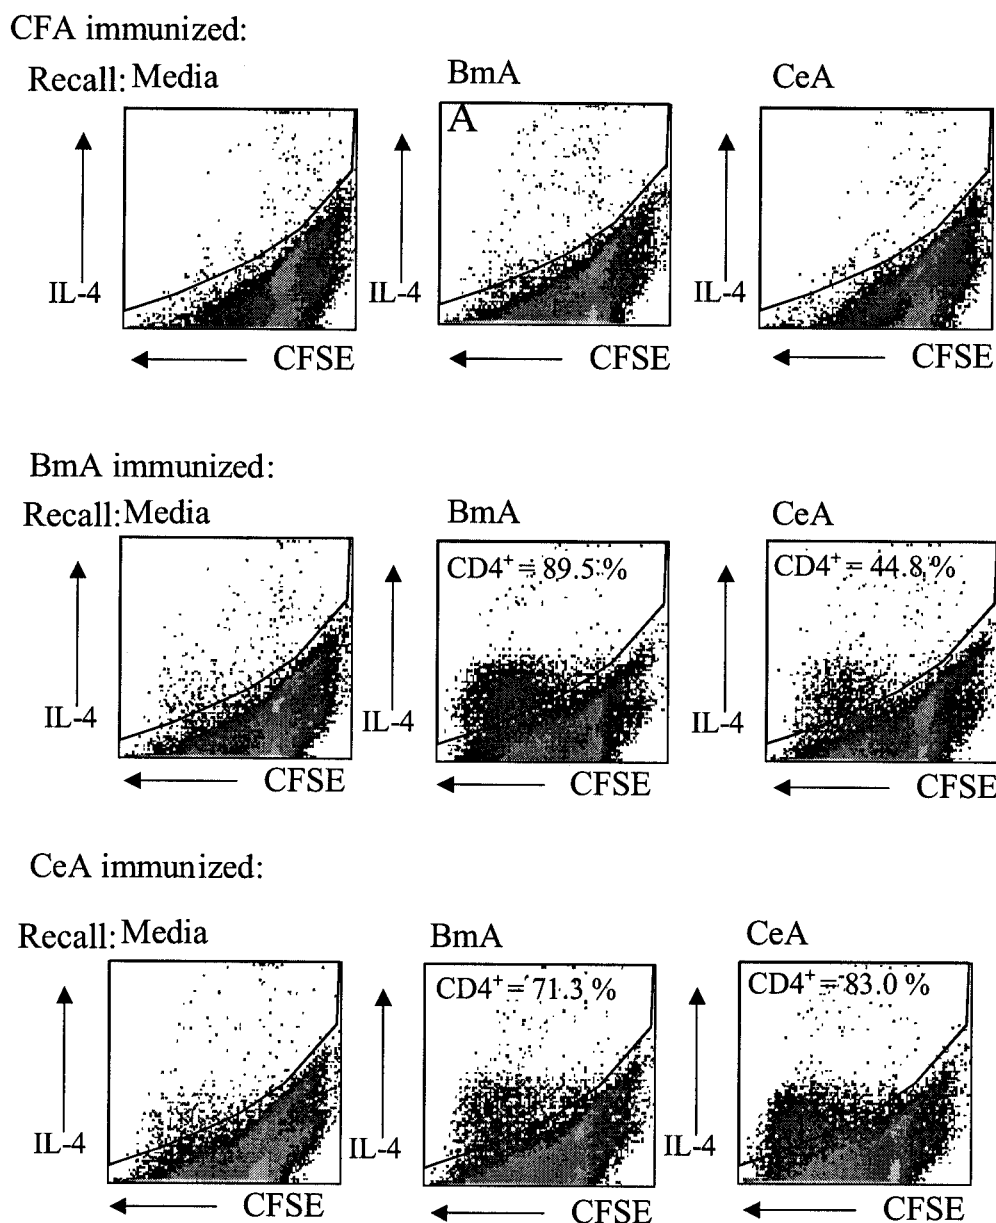 CFA immunized:
Recall: Media BmA CeA
A
IL-4 IL-4 IL-4
CFSE CFSE CFSE
BmA immunized:
Recall: Media BmA CeA
CD4+ = 89.5 % CD4+ = 44.8 %
IL-4 IL-4 IL-4
CFSE CFSE CFSE
CeA immunized:
Recall: Media BmA CeA
CD4+ = 71.3 % CD4+ = 83.0 %
IL-4 IL-4 IL-4
CFSE CFSE CFSE